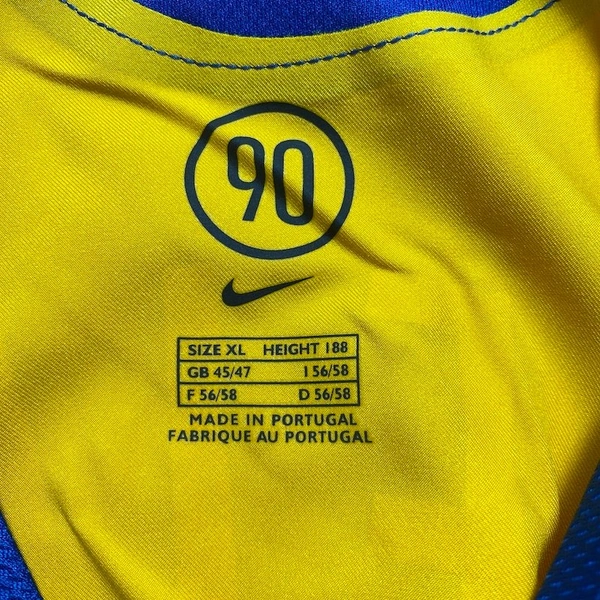 90
SIZE XL HEIGHT 188
GB 45/47 I 56/58
F 56/58 D 56/58
MADE IN PORTUGAL
FABRIQUE AU PORTUGAL